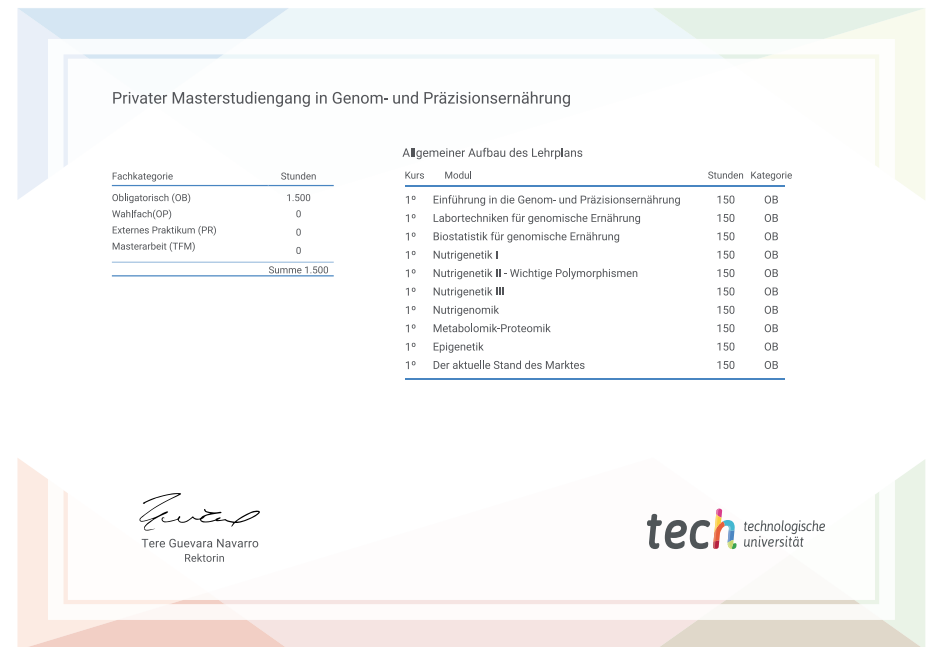 Privater Masterstudiengang in Genom- und Präzisionsernährung
Fachkategorie Stunden
Obligatorisch (OB) 1.500
Wahlfach(OP) 0
Externes Praktikum (PR) 0
Masterarbeit (TFM) 0
Summe 1.500
Allgemeiner Aufbau des Lehrplans
Kurs Modul Stunden Kategorie
1º Einführung in die Genom- und Präzisionsernährung 150 OB
1º Labortechniken für genomische Ernährung 150 OB
1º Biostatistik für genomische Ernährung 150 OB
1º Nutrigenetik I 150 OB
1º Nutrigenetik II - Wichtige Polymorphismen 150 OB
1º Nutrigenetik III 150 OB
1º Nutrigenomik 150 OB
1º Metabolomik-Proteomik 150 OB
1º Epigenetik 150 OB
1º Der aktuelle Stand des Marktes 150 OB
Tere Guevara Navarro
Rektorin
tech technologische
universität